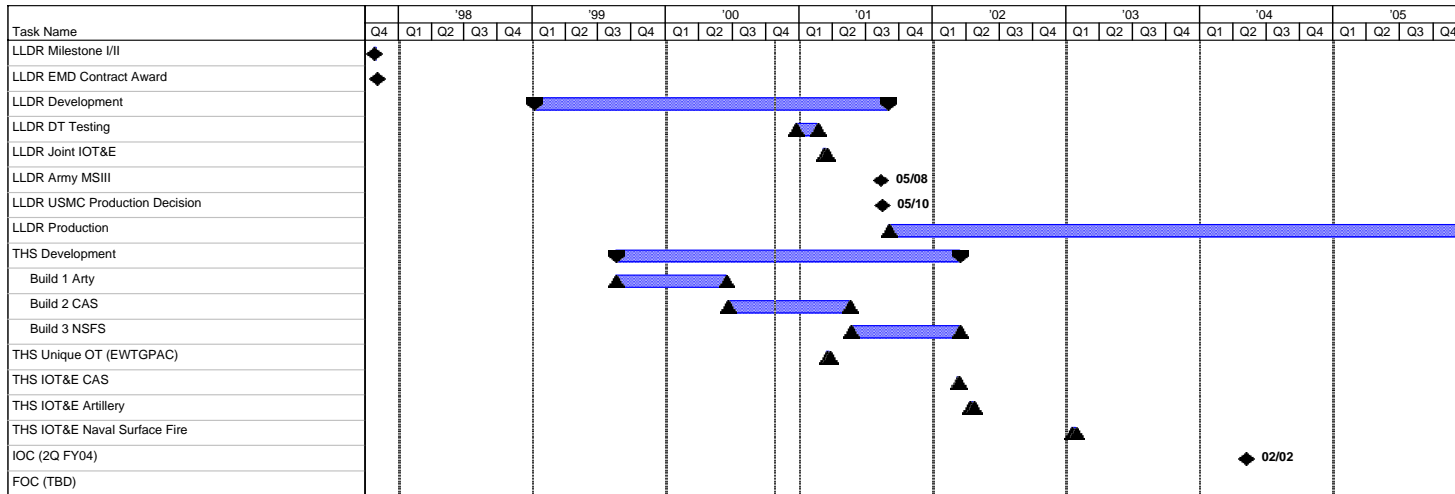 '98 '99 '00 '01 '02 '03 '04 '05
Task Name Q4 Q1 Q2 Q3 Q4 Q1 Q2 Q3 Q4 Q1 Q2 Q3 Q4 Q1 Q2 Q3 Q4 Q1 Q2 Q3 Q4 Q1 Q2 Q3 Q4 Q1 Q2 Q3 Q4 Q1 Q2 Q3 Q4
LLDR Milestone I/II
LLDR EMD Contract Award
LLDR Development
LLDR DT Testing
LLDR Joint IOT&E
LLDR Army MSIII 05/08
LLDR USMC Production Decision 05/10
LLDR Production
THS Development
Build 1 Arty
Build 2 CAS
Build 3 NSFS
THS Unique OT (EWTGPAC)
THS IOT&E CAS
THS IOT&E Artillery
THS IOT&E Naval Surface Fire
IOC (2Q FY04) 02/02
FOC (TBD)